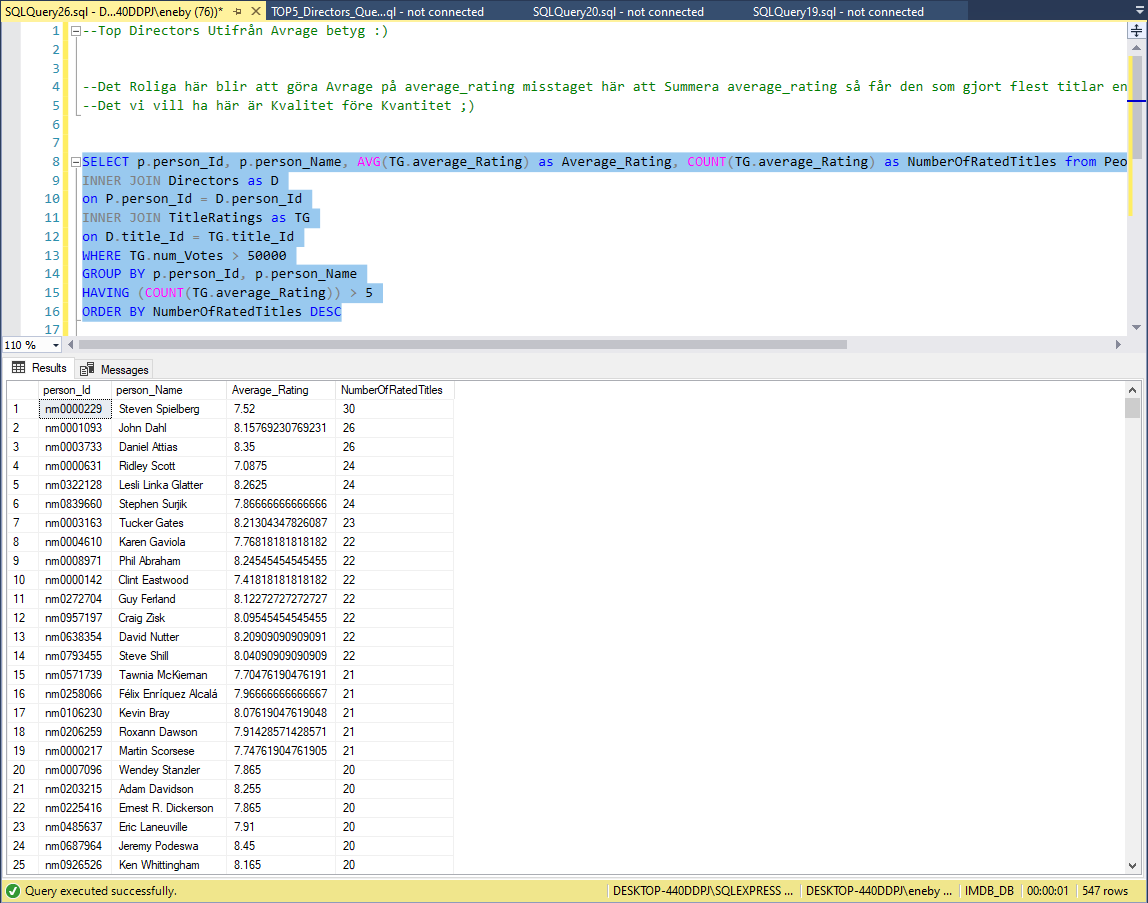 SQLQuery26.sql - D...40DDPJ\eneby (76))* TOP5_Directors_Que...ql - not connected SQLQuery20.sql - not connected SQLQuery19.sql - not connected
1 --Top Directors Utifrån Avrage betyg :)
2
3
4 --Det Roliga här blir att göra Avrage på average_rating misstaget här att Summera average_rating så får den som gjort flest titlar en
5 --Det vi vill ha här är Kvalitet före Kvantitet ;)
6
7
8 SELECT p.person_Id, p.person_Name, AVG(TG.average_Rating) as Average_Rating, COUNT(TG.average_Rating) as NumberOfRatedTitles from Peo
9 INNER JOIN Directors as D
10 on P.person_Id = D.person_Id
11 INNER JOIN TitleRatings as TG
12 on D.title_Id = TG.title_Id
13 WHERE TG.num_Votes > 50000
14 GROUP BY p.person_Id, p.person_Name
15 HAVING (COUNT(TG.average_Rating)) > 5
16 ORDER BY NumberOfRatedTitles DESC
17
110 %
Results Messages
person_Id person_Name Average_Rating NumberOfRatedTitles
1 nm0000229 Steven Spielberg 7.52 30
2 nm0001093 John Dahl 8.15769230769231 26
3 nm0003733 Daniel Attias 8.35 26
4 nm0000631 Ridley Scott 7.0875 24
5 nm0322128 Lesli Linka Glatter 8.2625 24
6 nm0839660 Stephen Surjik 7.86666666666666 24
7 nm0003163 Tucker Gates 8.21304347826087 23
8 nm0004610 Karen Gaviola 7.76818181818182 22
9 nm0008971 Phil Abraham 8.24545454545455 22
10 nm0000142 Clint Eastwood 7.41818181818182 22
11 nm0272704 Guy Ferland 8.12272727272727 22
12 nm0957197 Craig Zisk 8.09545454545455 22
13 nm0638354 David Nutter 8.20909090909091 22
14 nm0793455 Steve Shill 8.04090909090909 22
15 nm0571739 Tawnia McKiernan 7.70476190476191 21
16 nm0258066 Félix Enríquez Alcalá 7.96666666666667 21
17 nm0106230 Kevin Bray 8.07619047619048 21
18 nm0206259 Roxann Dawson 7.91428571428571 21
19 nm0000217 Martin Scorsese 7.74761904761905 21
20 nm0007096 Wendey Stanzler 7.865 20
21 nm0203215 Adam Davidson 8.255 20
22 nm0225416 Ernest R. Dickerson 7.865 20
23 nm0485637 Eric Laneuville 7.91 20
24 nm0687964 Jeremy Podeswa 8.45 20
25 nm0926526 Ken Whittingham 8.165 20
Query executed successfully. DESKTOP-440DDPJ\SQLEXPRESS ... DESKTOP-440DDPJ\eneby ... IMDB_DB 00:00:01 547 rows